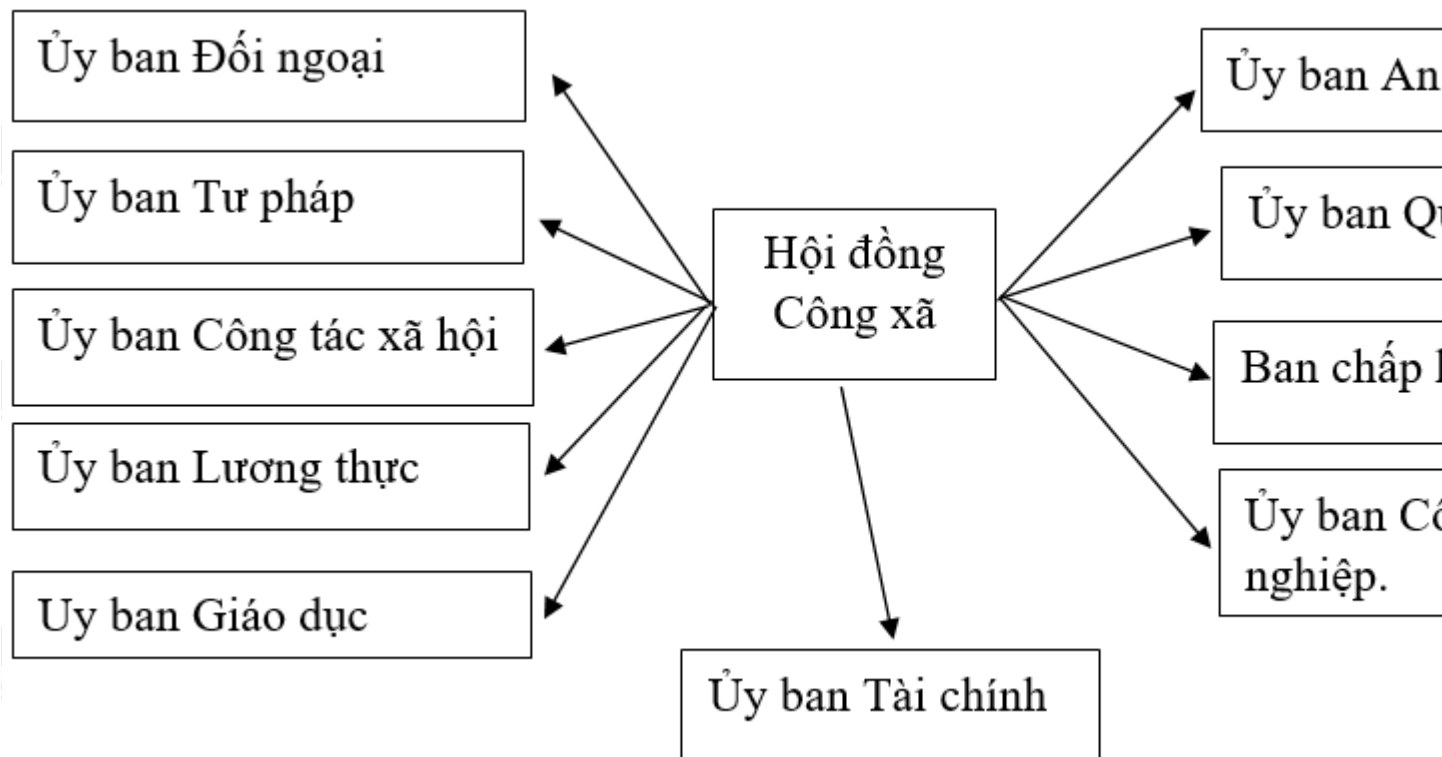 Ủy ban Đối ngoại
Ủy ban Tư pháp
Ủy ban Công tác xã hội
Ủy ban Lương thực
Uy ban Giáo dục
Hội đồng
Công xã
Ủy ban Tài chính
Ủy ban An
Ủy ban
Ban chấp
Ủy ban
nghiệp.